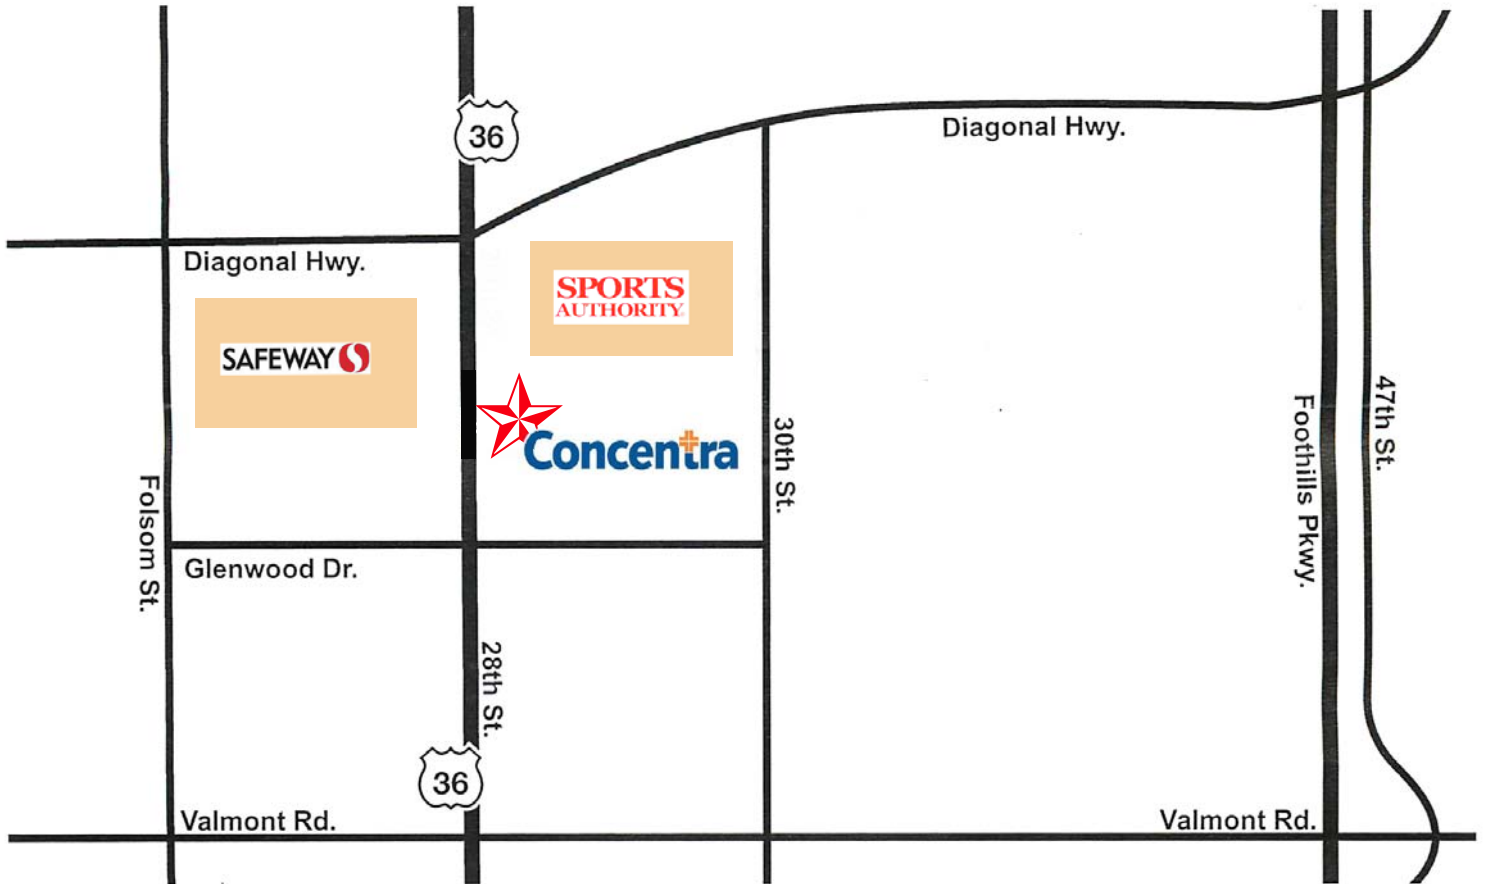 36
Diagonal Hwy.
Diagonal Hwy.
SPORTS
AUTHORITY
SAFEWAY
Concentra
47th St.
Foothills Pkwy.
30th St.
Folsom St.
Glenwood Dr.
28th St.
36
Valmont Rd.
Valmont Rd.